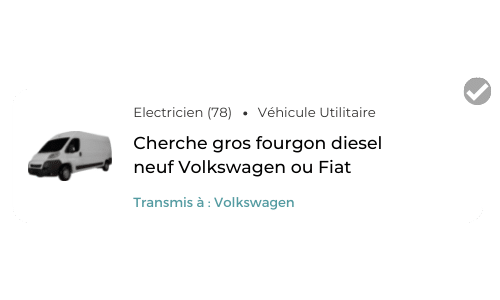 Electricien (78) • Véhicule Utilitaire
Cherche gros fourgon diesel
neuf Volkswagen ou Fiat
Transmis à : Volkswagen